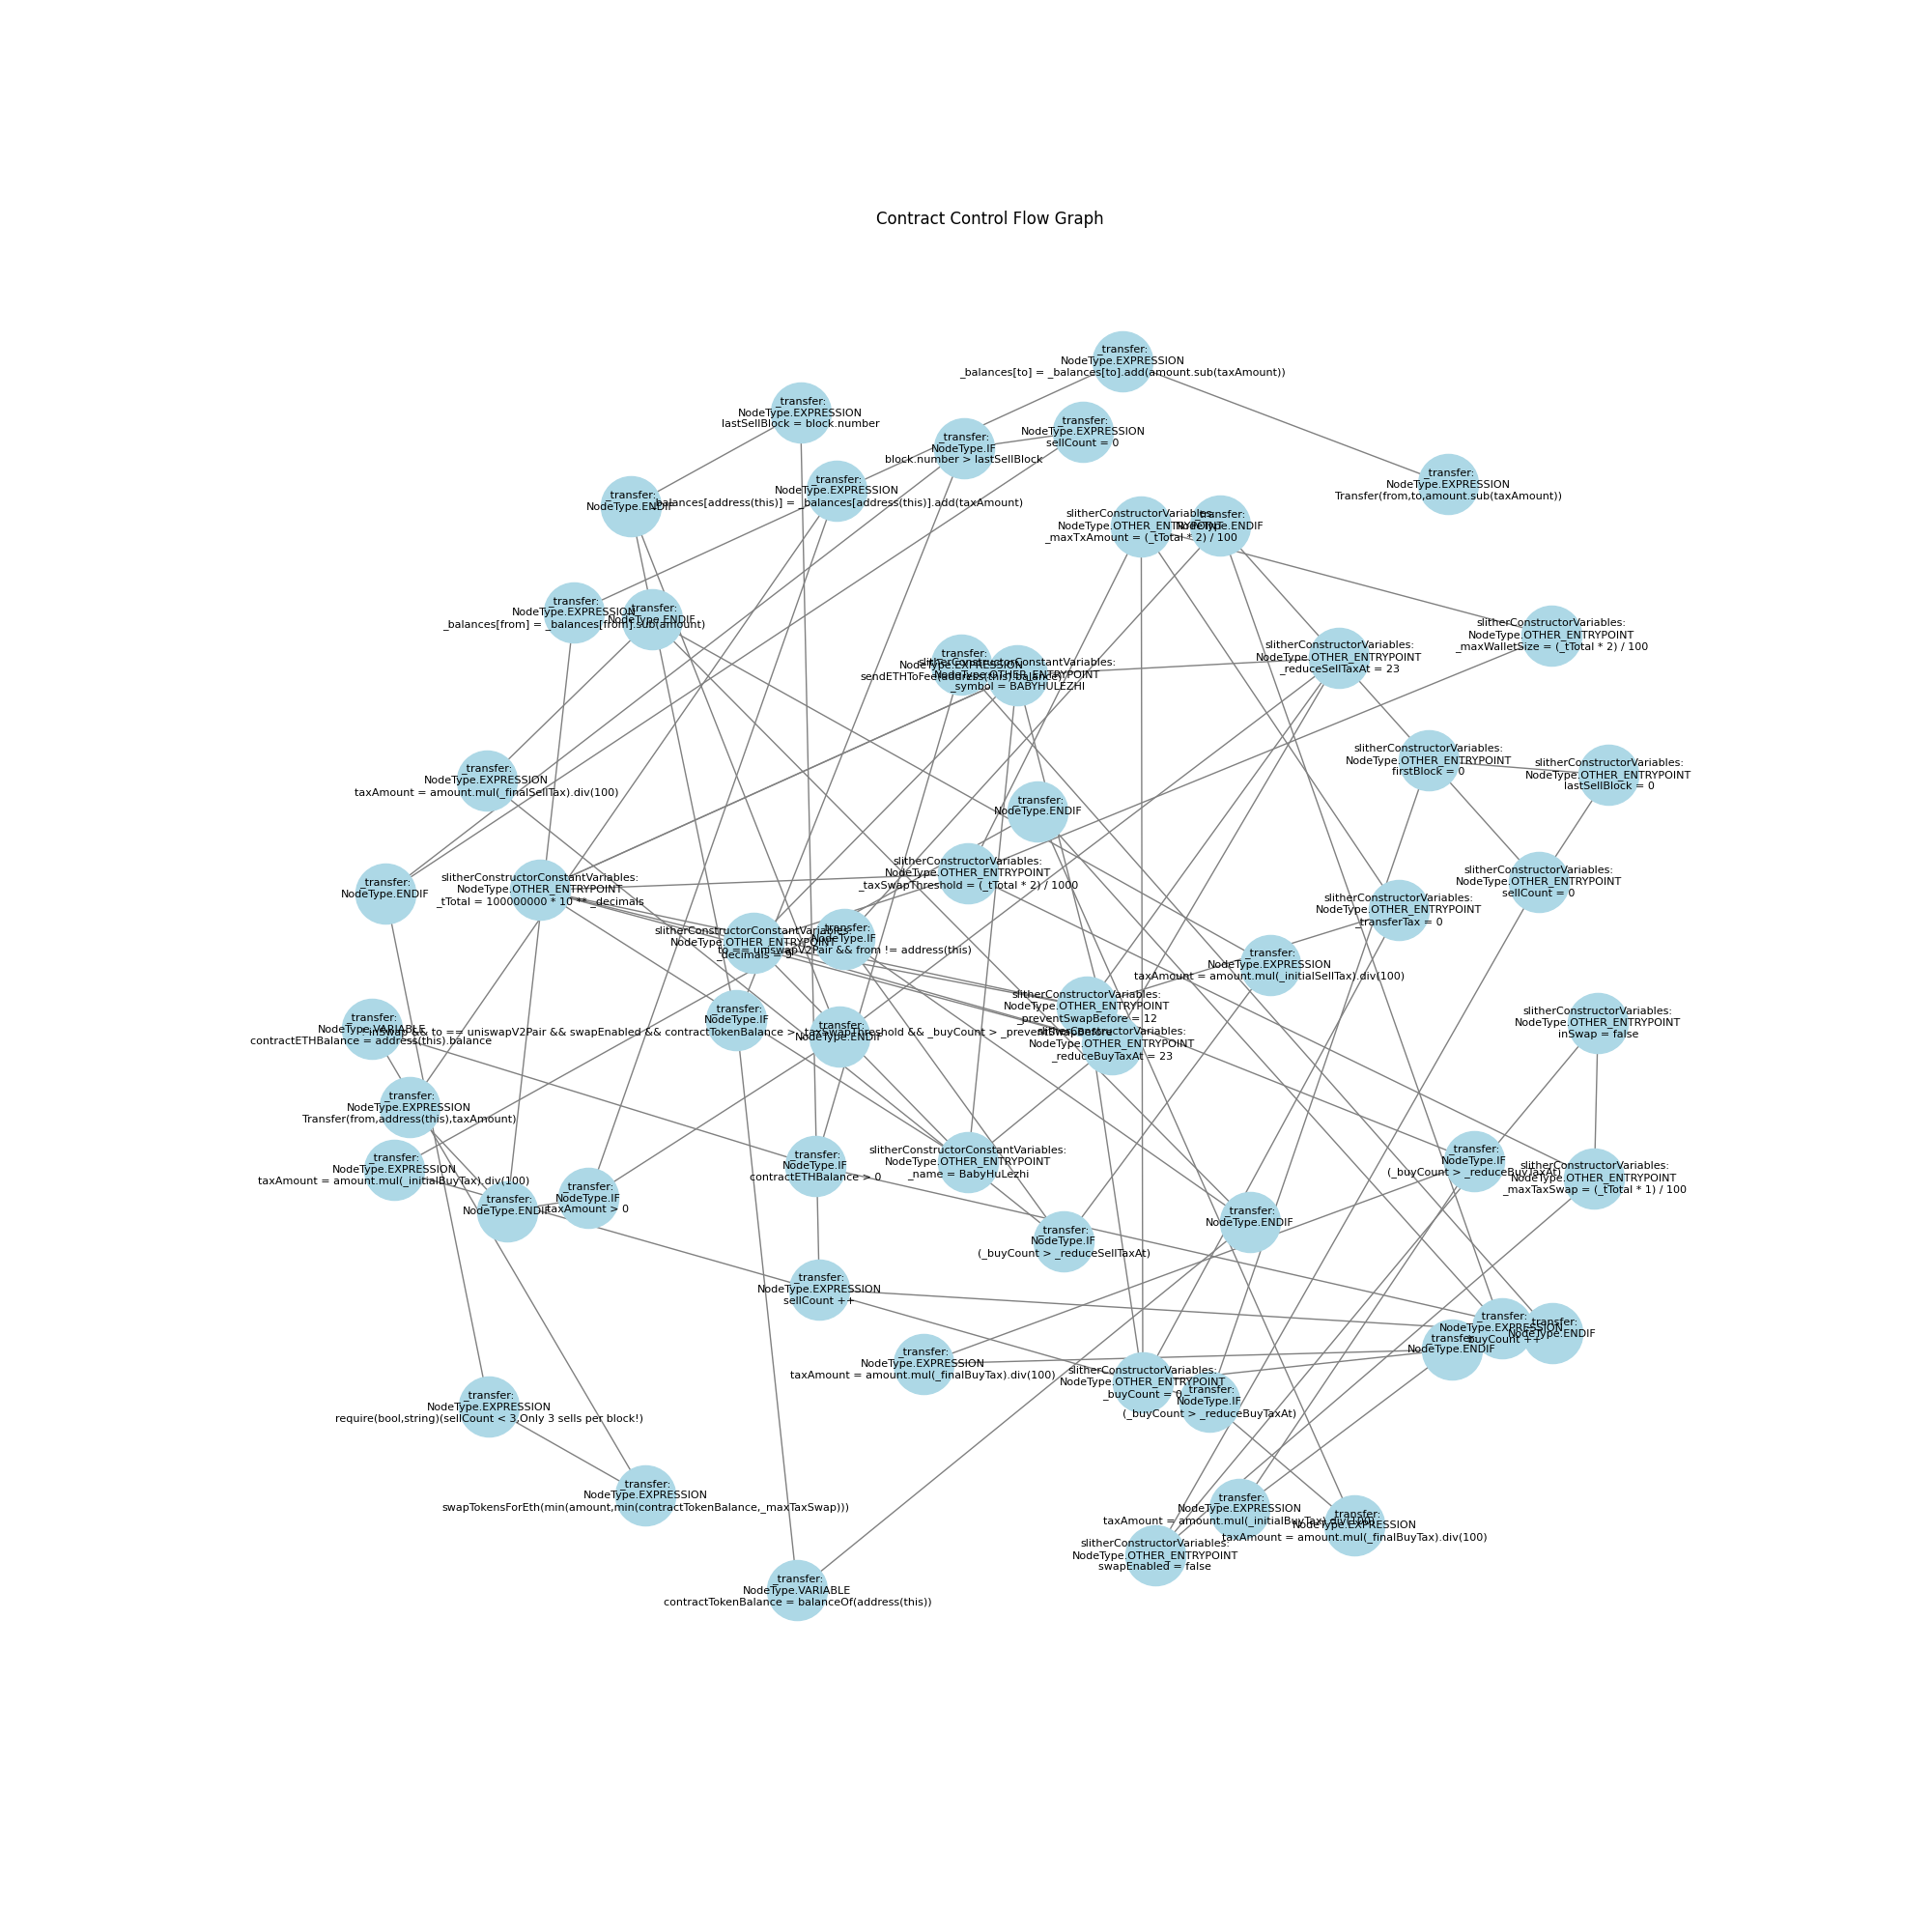 Contract Control Flow Graph
_transfer:
NodeType.EXPRESSION
_balances[to] = _balances[to].add(amount.sub(taxAmount))
_transfer:
NodeType.EXPRESSION
lastSellBlock = block.number
_transfer:
NodeType.EXPRESSION
sellCount = 0
_transfer:
NodeType.IF
block.number > lastSellBlock
_transfer:
NodeType.EXPRESSION
Transfer(from,to,amount.sub(taxAmount))
_transfer:
NodeType.EXPRESSION
_balances[address(this)] = _balances[address(this)].add(taxAmount)
_transfer:
NodeType.ENDIF
slitherConstructorVariables:
NodeType.OTHER_ENTRYPOINT
_maxTxAmount = (_tTotal * 2) / 100
_transfer:
NodeType.ENDIF
_transfer:
NodeType.EXPRESSION
_balances[from] = _balances[from].sub(amount)
_transfer:
NodeType.ENDIF
slitherConstructorVariables:
NodeType.OTHER_ENTRYPOINT
_maxWalletSize = (_tTotal * 2) / 100
slitherConstructorVariables:
NodeType.OTHER_ENTRYPOINT
_reduceSellTaxAt = 23
_transfer:
NodeType.EXPRESSION
sendETHToFee(address(this).balance)
slitherConstructorConstantVariables:
NodeType.OTHER_ENTRYPOINT
_symbol = BABYHULEZHI
slitherConstructorVariables:
NodeType.OTHER_ENTRYPOINT
firstBlock = 0
slitherConstructorVariables:
NodeType.OTHER_ENTRYPOINT
lastSellBlock = 0
_transfer:
NodeType.EXPRESSION
taxAmount = amount.mul(_finalSellTax).div(100)
_transfer:
NodeType.ENDIF
slitherConstructorVariables:
NodeType.OTHER_ENTRYPOINT
_taxSwapThreshold = (_tTotal * 2) / 1000
slitherConstructorVariables:
NodeType.OTHER_ENTRYPOINT
sellCount = 0
_transfer:
NodeType.ENDIF
slitherConstructorConstantVariables:
NodeType.OTHER_ENTRYPOINT
_tTotal = 100000000 * 10 ** _decimals
slitherConstructorVariables:
NodeType.OTHER_ENTRYPOINT
_transferTax = 0
slitherConstructorConstantVariables:
NodeType.OTHER_ENTRYPOINT
_decimals = 9
_transfer:
NodeType.IF
to == uniswapV2Pair && from != address(this)
_transfer:
NodeType.EXPRESSION
taxAmount = amount.mul(_initialSellTax).div(100)
slitherConstructorVariables:
NodeType.OTHER_ENTRYPOINT
_preventSwapBefore = 12
_transfer:
NodeType.IF
! inSwap && to == uniswapV2Pair && swapEnabled && contractTokenBalance > _taxSwapThreshold && _buyCount > _preventSwapBefore
_transfer:
NodeType.ENDIF
slitherConstructorVariables:
NodeType.OTHER_ENTRYPOINT
_reduceBuyTaxAt = 23
_transfer:
NodeType.VARIABLE
contractETHBalance = address(this).balance
slitherConstructorVariables:
NodeType.OTHER_ENTRYPOINT
inSwap = false
_transfer:
NodeType.EXPRESSION
Transfer(from,address(this),taxAmount)
_transfer:
NodeType.EXPRESSION
taxAmount = amount.mul(_initialBuyTax).div(100)
_transfer:
NodeType.IF
contractETHBalance > 0
slitherConstructorConstantVariables:
NodeType.OTHER_ENTRYPOINT
_name = BabyHuLezhi
_transfer:
NodeType.IF
(_buyCount > _reduceBuyTaxAt)
slitherConstructorVariables:
NodeType.OTHER_ENTRYPOINT
_maxTaxSwap = (_tTotal * 1) / 100
_transfer:
NodeType.ENDIF
_transfer:
NodeType.IF
taxAmount > 0
_transfer:
NodeType.ENDIF
_transfer:
NodeType.IF
(_buyCount > _reduceSellTaxAt)
_transfer:
NodeType.EXPRESSION
sellCount ++
_transfer:
NodeType.EXPRESSION
_buyCount ++
_transfer:
NodeType.ENDIF
_transfer:
NodeType.ENDIF
_transfer:
NodeType.EXPRESSION
taxAmount = amount.mul(_finalBuyTax).div(100)
slitherConstructorVariables:
NodeType.OTHER_ENTRYPOINT
_buyCount = 0
_transfer:
NodeType.IF
(_buyCount > _reduceBuyTaxAt)
_transfer:
NodeType.EXPRESSION
require(bool,string)(sellCount < 3,Only 3 sells per block!)
_transfer:
NodeType.EXPRESSION
swapTokensForEth(min(amount,min(contractTokenBalance,_maxTaxSwap)))
_transfer:
NodeType.EXPRESSION
taxAmount = amount.mul(_initialBuyTax).div(100)
_transfer:
NodeType.EXPRESSION
taxAmount = amount.mul(_finalBuyTax).div(100)
slitherConstructorVariables:
NodeType.OTHER_ENTRYPOINT
swapEnabled = false
_transfer:
NodeType.VARIABLE
contractTokenBalance = balanceOf(address(this))